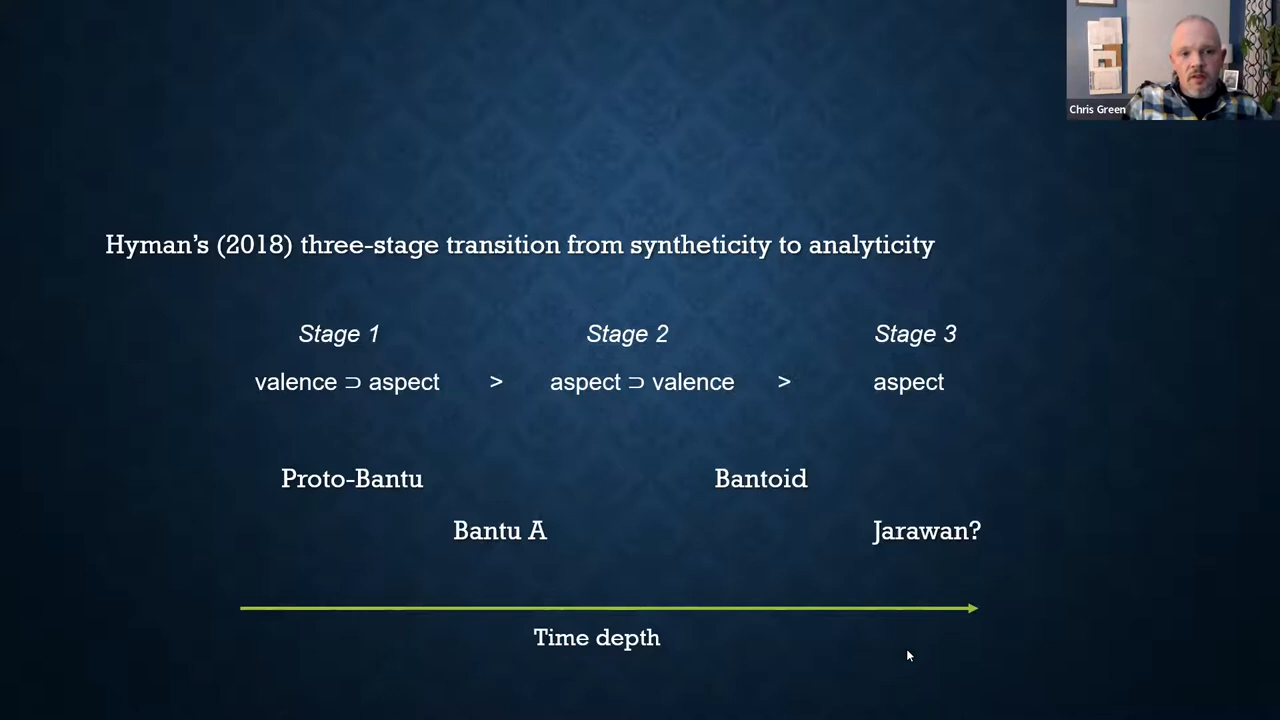 Chris Green
Hyman’s (2018) three-stage transition from syntheticity to analyticity
Stage 1 Stage 2 Stage 3
valence ⊃ aspect > aspect ⊃ valence > aspect
Proto-Bantu Bantoid
Bantu A Jarawan?
Time depth